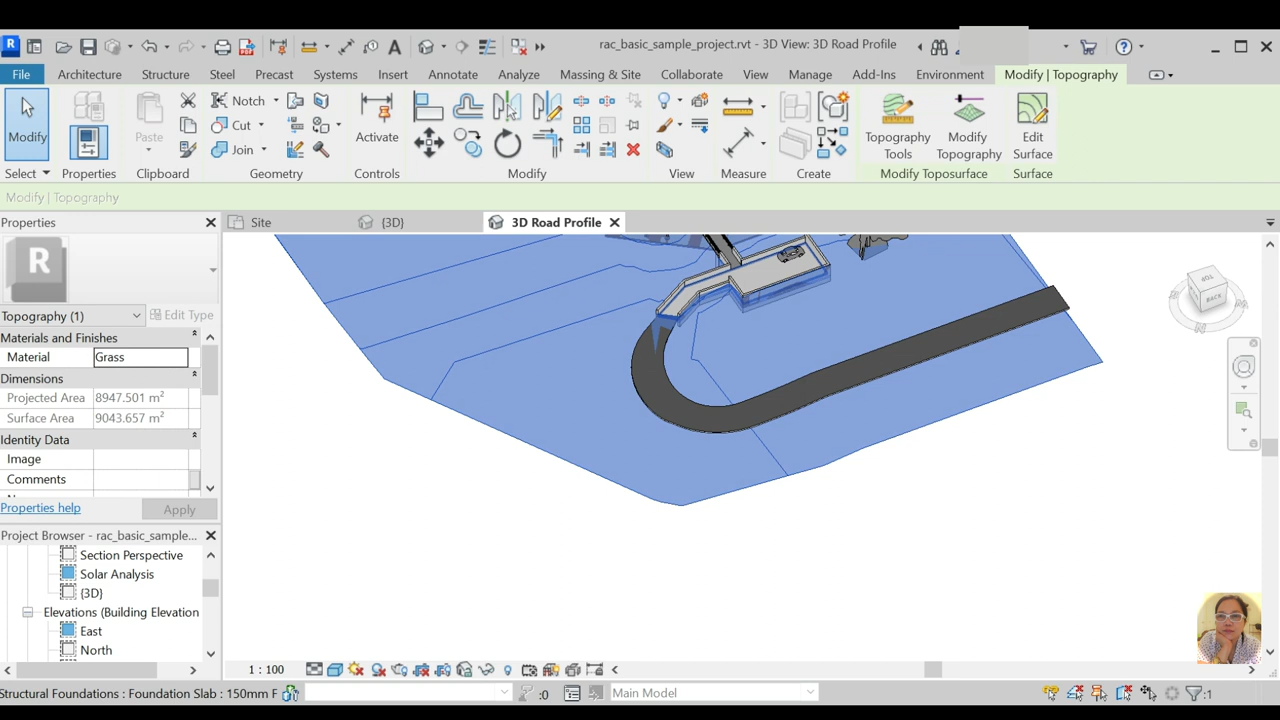 rac_basic_sample_project.rvt - 3D View: 3D Road Profile
File Architecture Structure Steel Precast Systems Insert Annotate Analyze Massing & Site Collaborate View Manage Add-Ins Environment Modify | Topography
Modify Paste Notch Cut Join Activate Topography Tools Modify Topography Edit Surface
Select Properties Clipboard Geometry Controls Modify View Measure Create Modify Toposurface Surface
Modify | Topography
Properties Site {3D} 3D Road Profile
R
Topography (1) Edit Type
Materials and Finishes
Material Grass
Dimensions
Projected Area 8947.501 m²
Surface Area 9043.657 m²
Identity Data
Image
Comments
Properties help Apply
Project Browser - rac_basic_sample...
Section Perspective
Solar Analysis
{3D}
Elevations (Building Elevation
East
North
TOP
BACK
N
1 : 100
Structural Foundations : Foundation Slab : 150mm F :0 Main Model :1